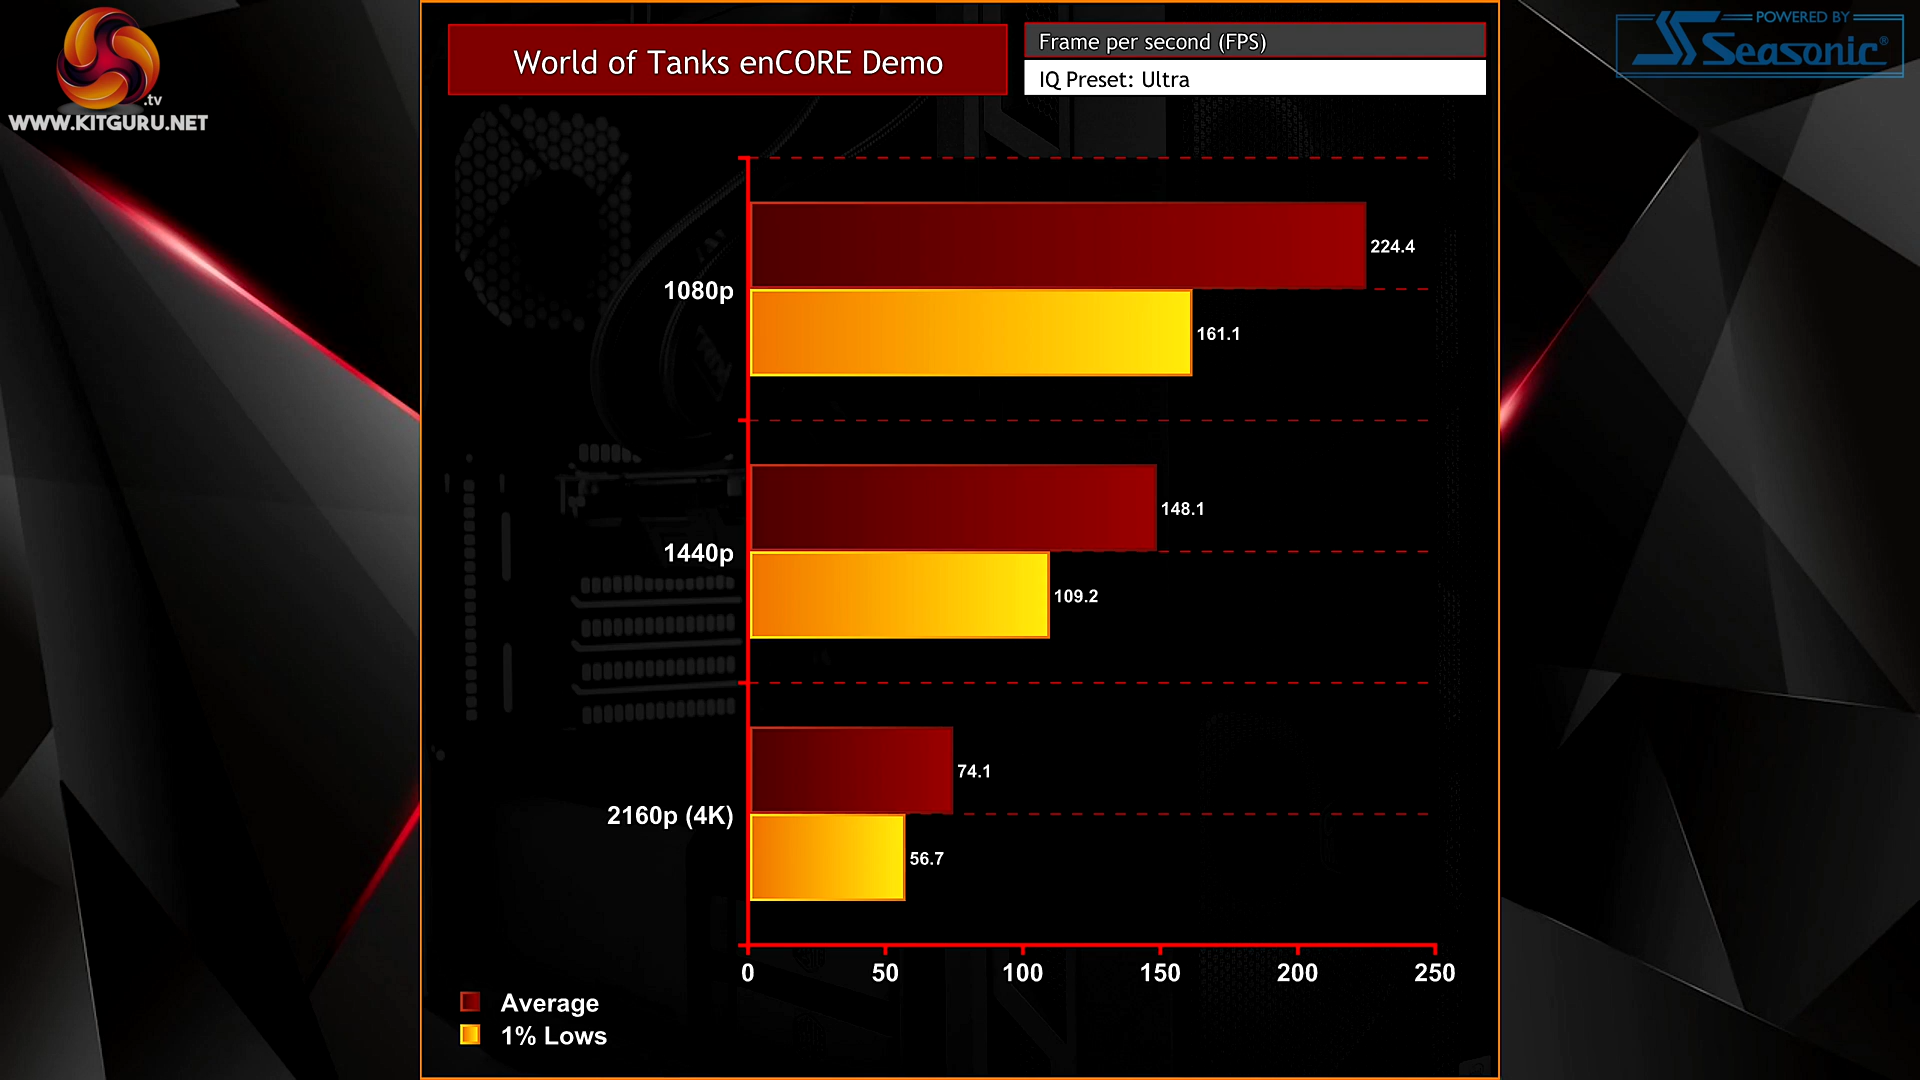 .tv
WWW.KITGURU.NET
World of Tanks enCORE Demo
Frame per second (FPS)
IQ Preset: Ultra
POWERED BY
Seasonic®
1080p
224.4
161.1
1440p
148.1
109.2
2160p (4K)
74.1
56.7
0 50 100 150 200 250
Average
1% Lows